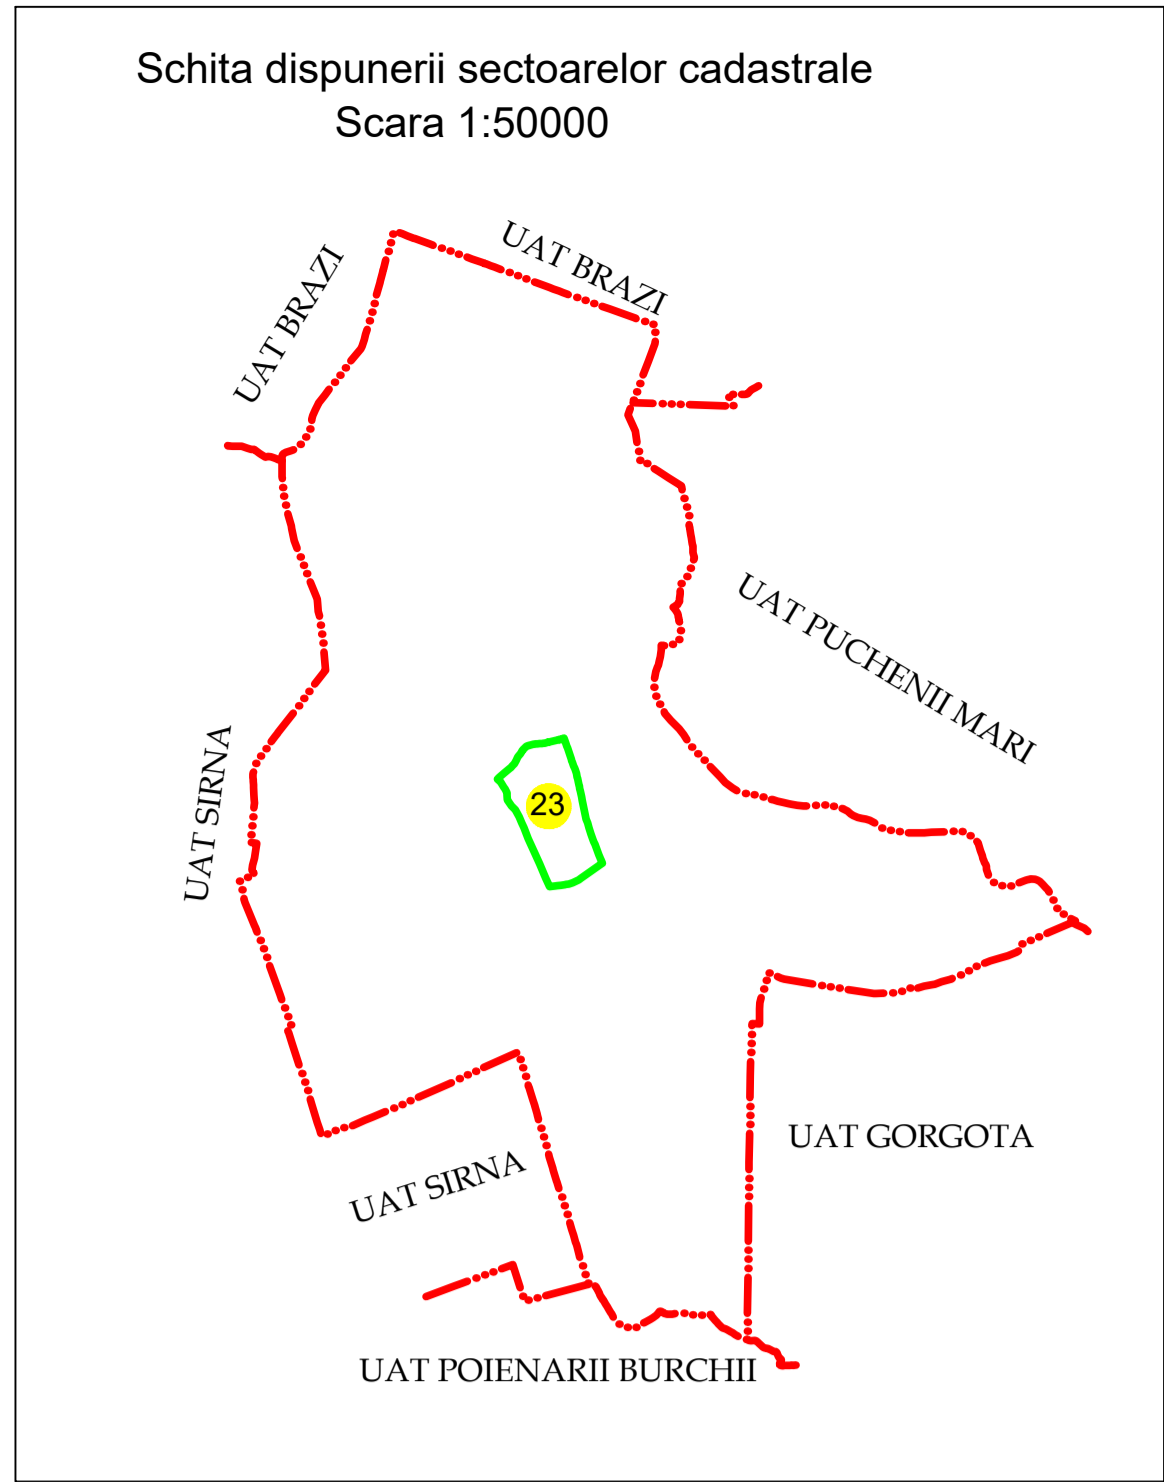 Schita dispunerii sectoarelor cadastrale
Scara 1:50000
UAT BRAZI
UAT BRAZI
UAT PUCHENII MARI
UAT SIRNA
23
UAT GORGOTA
UAT SIRNA
UAT POIENARII BURCHII